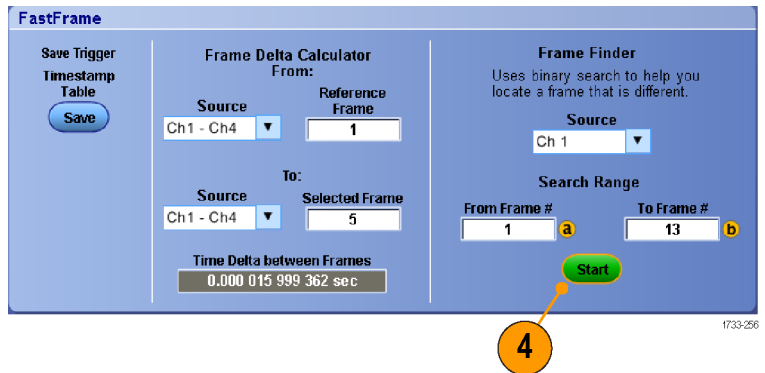 FastFrame
Save Trigger
Timestamp
Table
Save
Frame Delta Calculator
From:
Source
Reference
Frame
Ch1 - Ch4
1
To:
Source
Selected Frame
Ch1 - Ch4
5
Time Delta between Frames
0.000 015 999 362 sec
Frame Finder
Uses binary search to help you
locate a frame that is different.
Source
Ch 1
Search Range
From Frame #
To Frame #
1
a
13
b
Start
4
1733-256